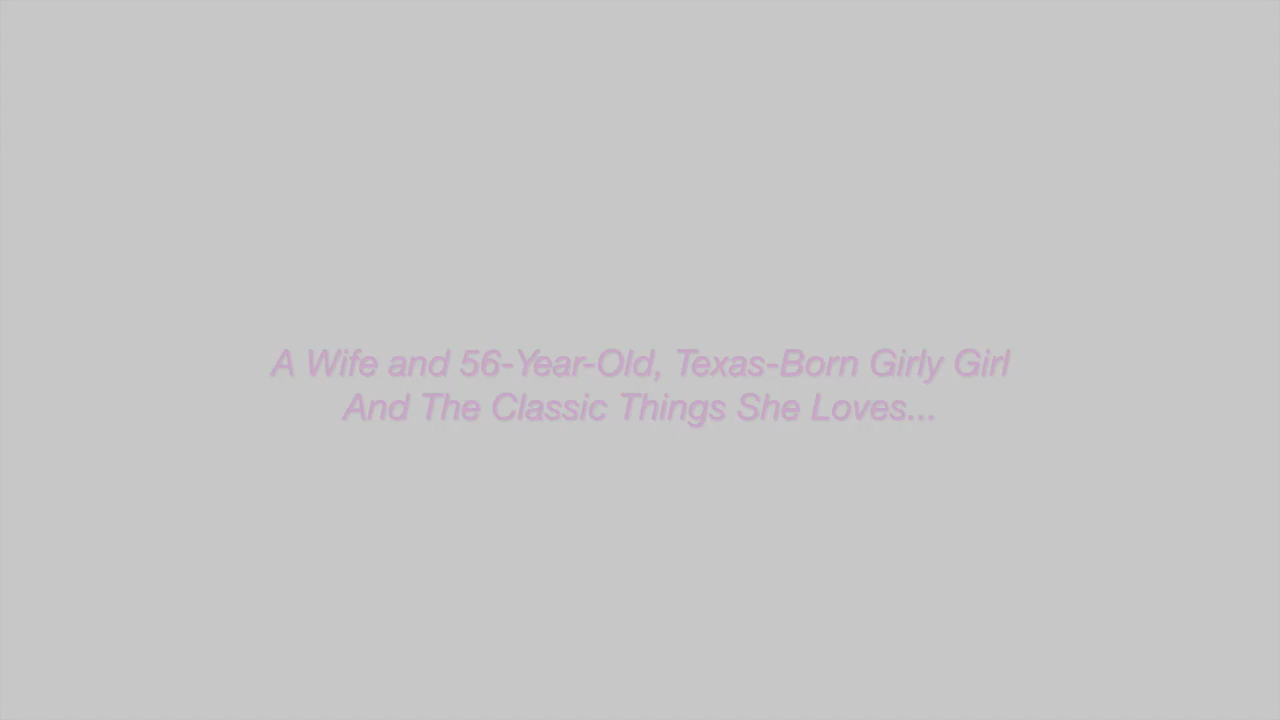 A Wife and 56-Year-Old, Texas-Born Girly Girl
And The Classic Things She Loves...